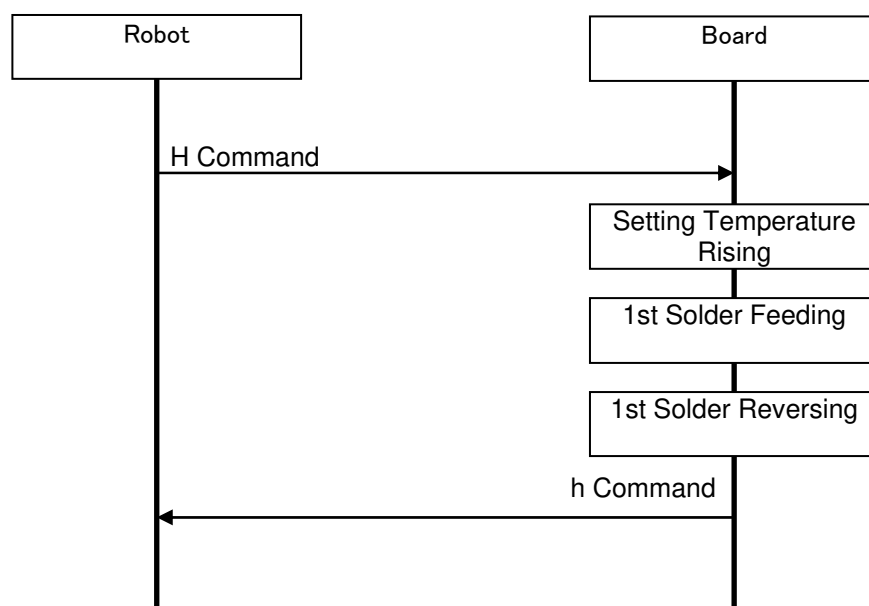 Robot
Board
H Command
Setting Temperature
Rising
1st Solder Feeding
1st Solder Reversing
h Command